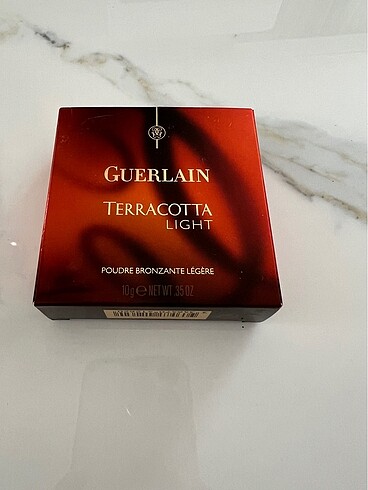 GUERLAIN
TERRACOTTA
LIGHT
POUDRE BRONZANTE LÉGÈRE
10g ℮ NET WT .35 OZ